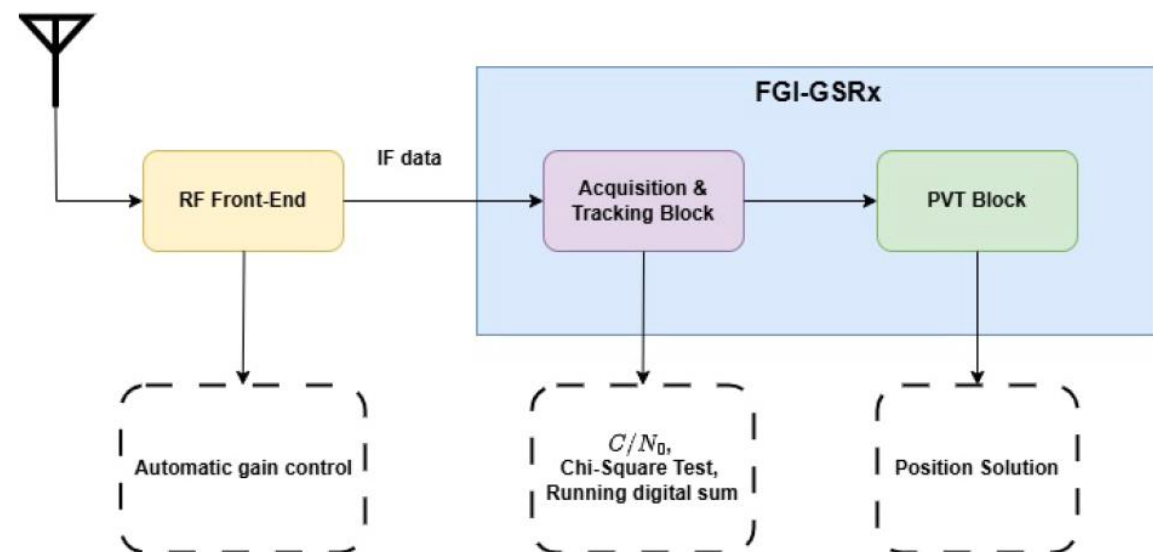 FGI-GSRx
IF data
RF Front-End
Acquisition &
Tracking Block
PVT Block
Automatic gain control
C/N₀,
Chi-Square Test,
Running digital sum
Position Solution